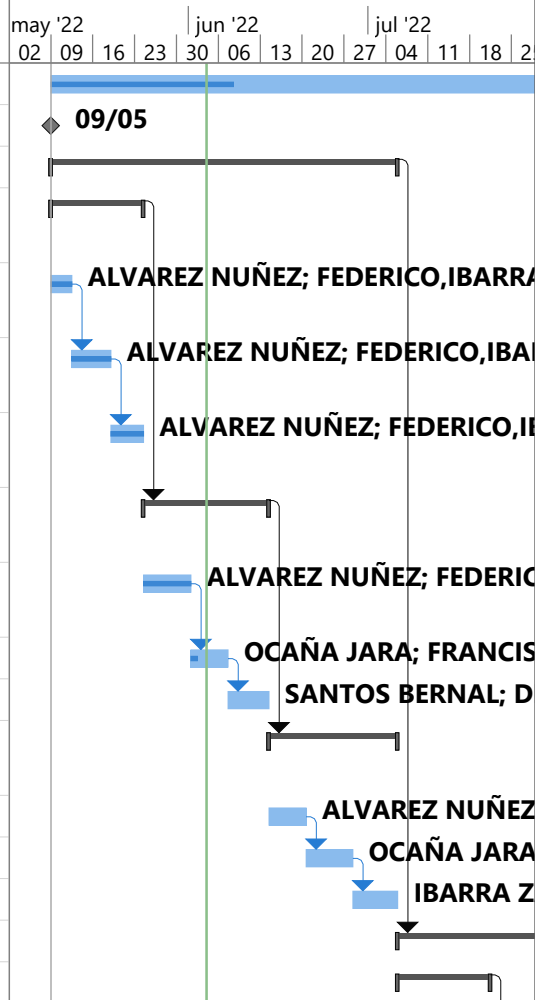 may '22 jun '22 jul '22
02 09 16 23 30 06 13 20 27 04 11 18 25
09/05
ALVAREZ NUÑEZ; FEDERICO,IBARRA
ALVAREZ NUÑEZ; FEDERICO,IBA
ALVAREZ NUÑEZ; FEDERICO,I
ALVAREZ NUÑEZ; FEDERIC
OCAÑA JARA; FRANCIS
SANTOS BERNAL; D
ALVAREZ NUÑEZ
OCAÑA JARA
IBARRA Z